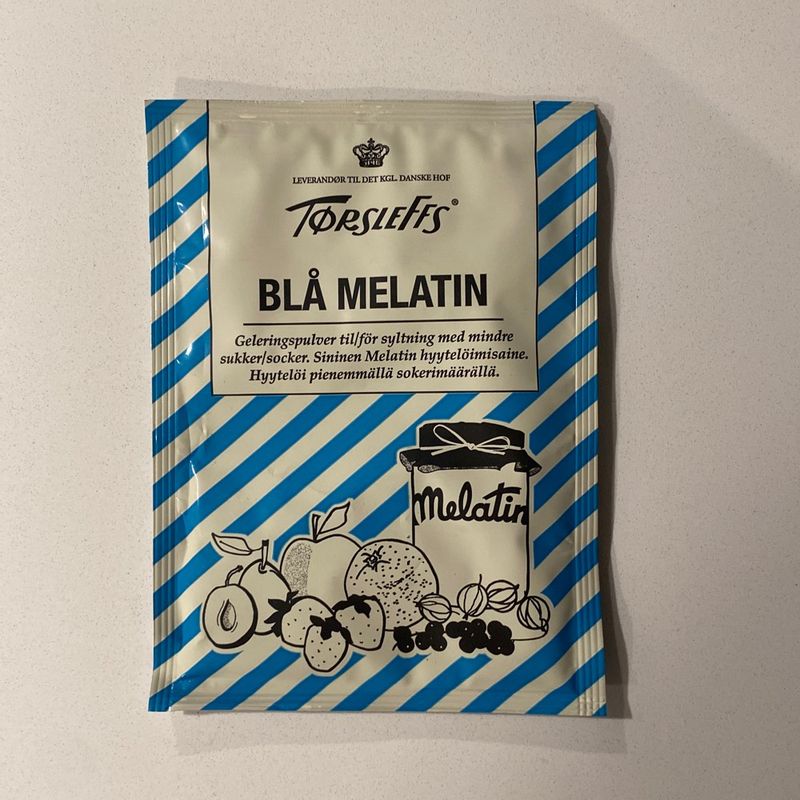 LEVERANDØR TIL DET KGL. DANSKE HOF
TØRSLEFFS®
BLÅ MELATIN
Geleringspulver til/för syltning med mindre
sukker/socker. Sininen Melatin hyytelöimisaine.
Hyytelöi pienemmällä sokerimäärällä.
Melatin